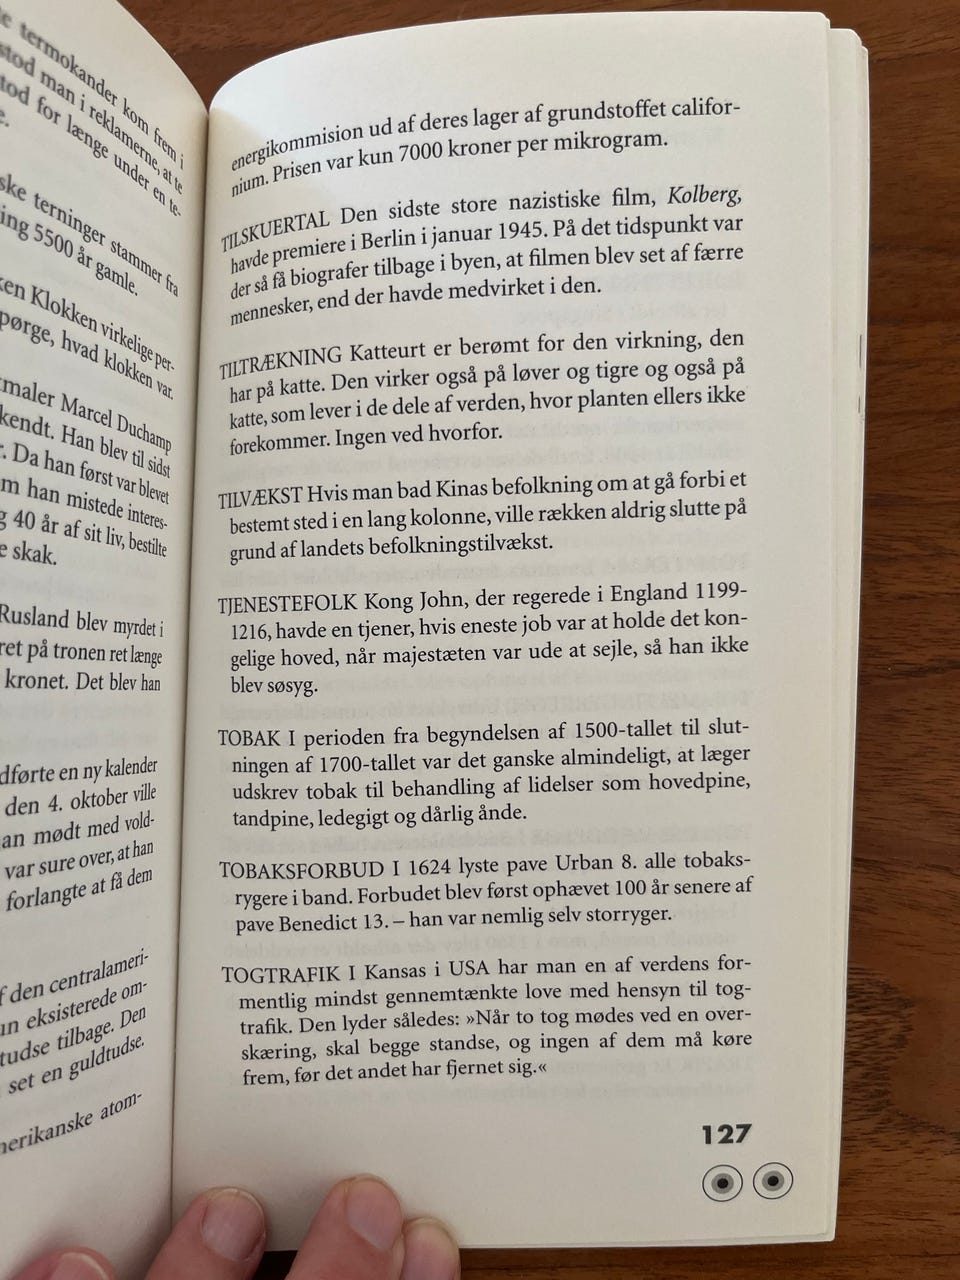 te termokander kom frem i
stod man i reklamerne, at te
tod for længe under en te-
e.
ske terninger stammer fra
ing 5500 år gamle.
ken Klokken virkelige per-
pørge, hvad klokken var.
maler Marcel Duchamp
kendt. Han blev til sidst
r. Da han først var blevet
m han mistede interes-
g 40 år af sit liv, bestilte
e skak.
Rusland blev myrdet i
ret på tronen ret længe
kronet. Det blev han
dførte en ny kalender
den 4. oktober ville
an mødt med vold-
var sure over, at han
forlangte at få dem
f den centralameri-
un eksisterede om-
tudse tilbage. Den
set en guldtudse.
nerikanske atom-
energikommision ud af deres lager af grundstoffet califor-
nium. Prisen var kun 7000 kroner per mikrogram.
TILSKUERTAL Den sidste store nazistiske film, Kolberg,
havde premiere i Berlin i januar 1945. På det tidspunkt var
der så få biografer tilbage i byen, at filmen blev set af færre
mennesker, end der havde medvirket i den.
TILTRÆKNING Katteurt er berømt for den virkning, den
har på katte. Den virker også på løver og tigre og også på
katte, som lever i de dele af verden, hvor planten ellers ikke
forekommer. Ingen ved hvorfor.
TILVÆKST Hvis man bad Kinas befolkning om at gå forbi et
bestemt sted i en lang kolonne, ville rækken aldrig slutte på
grund af landets befolkningstilvækst.
TJENESTEFOLK Kong John, der regerede i England 1199-
1216, havde en tjener, hvis eneste job var at holde det kon-
gelige hoved, når majestæten var ude at sejle, så han ikke
blev søsyg.
TOBAK I perioden fra begyndelsen af 1500-tallet til slut-
ningen af 1700-tallet var det ganske almindeligt, at læger
udskrev tobak til behandling af lidelser som hovedpine,
tandpine, ledegigt og dårlig ånde.
TOBAKSFORBUD I 1624 lyste pave Urban 8. alle tobaks-
rygere i band. Forbudet blev først ophævet 100 år senere af
pave Benedict 13. – han var nemlig selv storryger.
TOGTRAFIK I Kansas i USA har man en af verdens for-
mentlig mindst gennemtænkte love med hensyn til tog-
trafik. Den lyder således: »Når to tog mødes ved en over-
skæring, skal begge standse, og ingen af dem må køre
frem, før det andet har fjernet sig.«
127